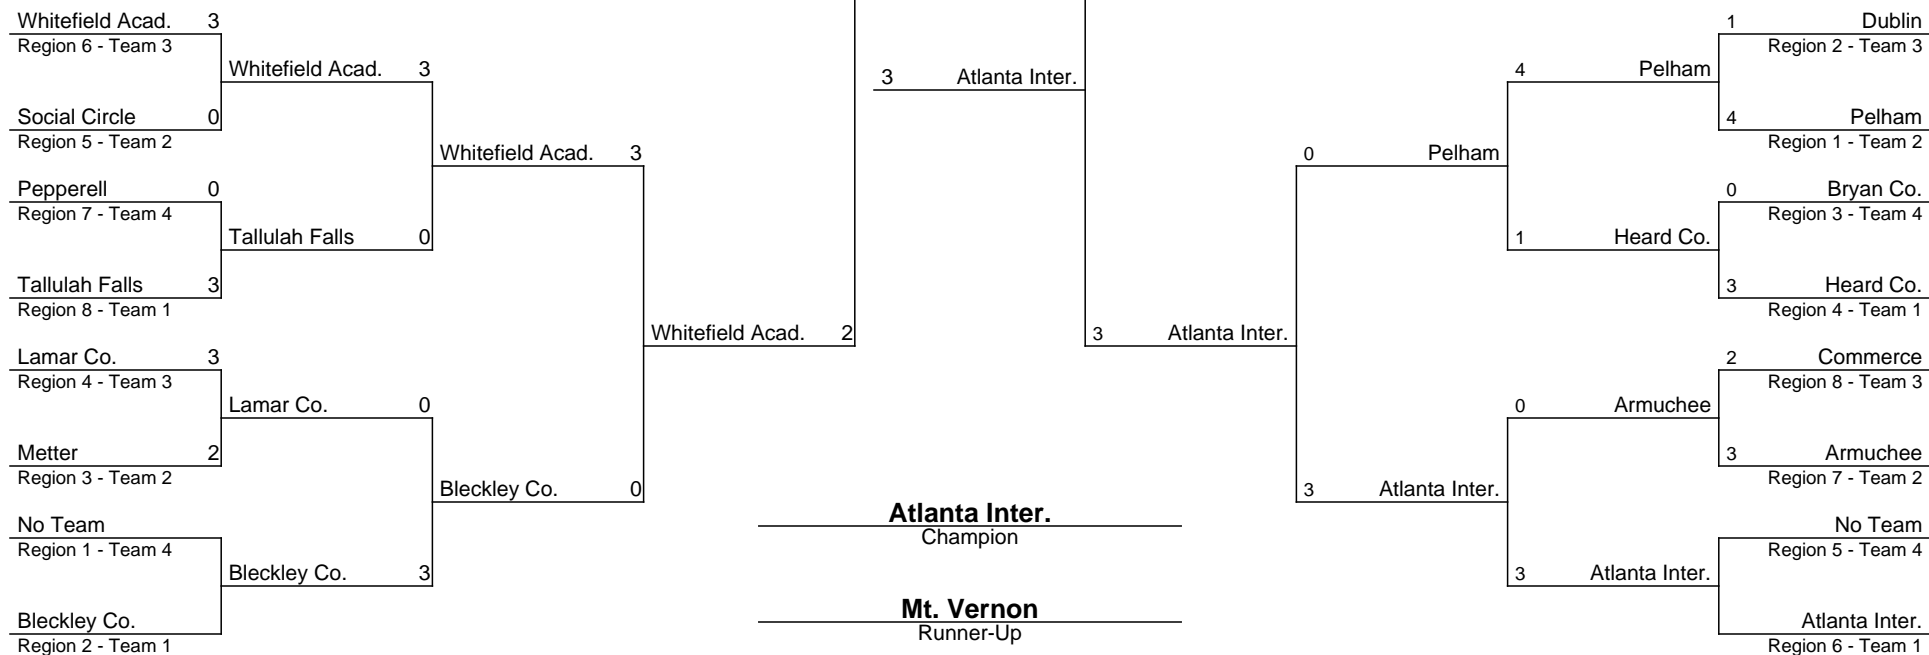 Whitefield Acad. 3
Region 6 - Team 3
Social Circle 0
Region 5 - Team 2
Pepperell 0
Region 7 - Team 4
Tallulah Falls 3
Region 8 - Team 1
Lamar Co. 3
Region 4 - Team 3
Metter 2
Region 3 - Team 2
No Team
Region 1 - Team 4
Bleckley Co.
Region 2 - Team 1
Whitefield Acad. 3
Tallulah Falls 0
Lamar Co. 0
Bleckley Co. 3
Whitefield Acad. 3
Bleckley Co. 0
Whitefield Acad. 2
3 Atlanta Inter.
Atlanta Inter.
Champion
Mt. Vernon
Runner-Up
3 Atlanta Inter.
0 Pelham
3 Atlanta Inter.
4 Pelham
1 Heard Co.
0 Armuchee
3 Atlanta Inter.
1 Dublin
Region 2 - Team 3
4 Pelham
Region 1 - Team 2
0 Bryan Co.
Region 3 - Team 4
3 Heard Co.
Region 4 - Team 1
2 Commerce
Region 8 - Team 3
3 Armuchee
Region 7 - Team 2
No Team
Region 5 - Team 4
Atlanta Inter.
Region 6 - Team 1